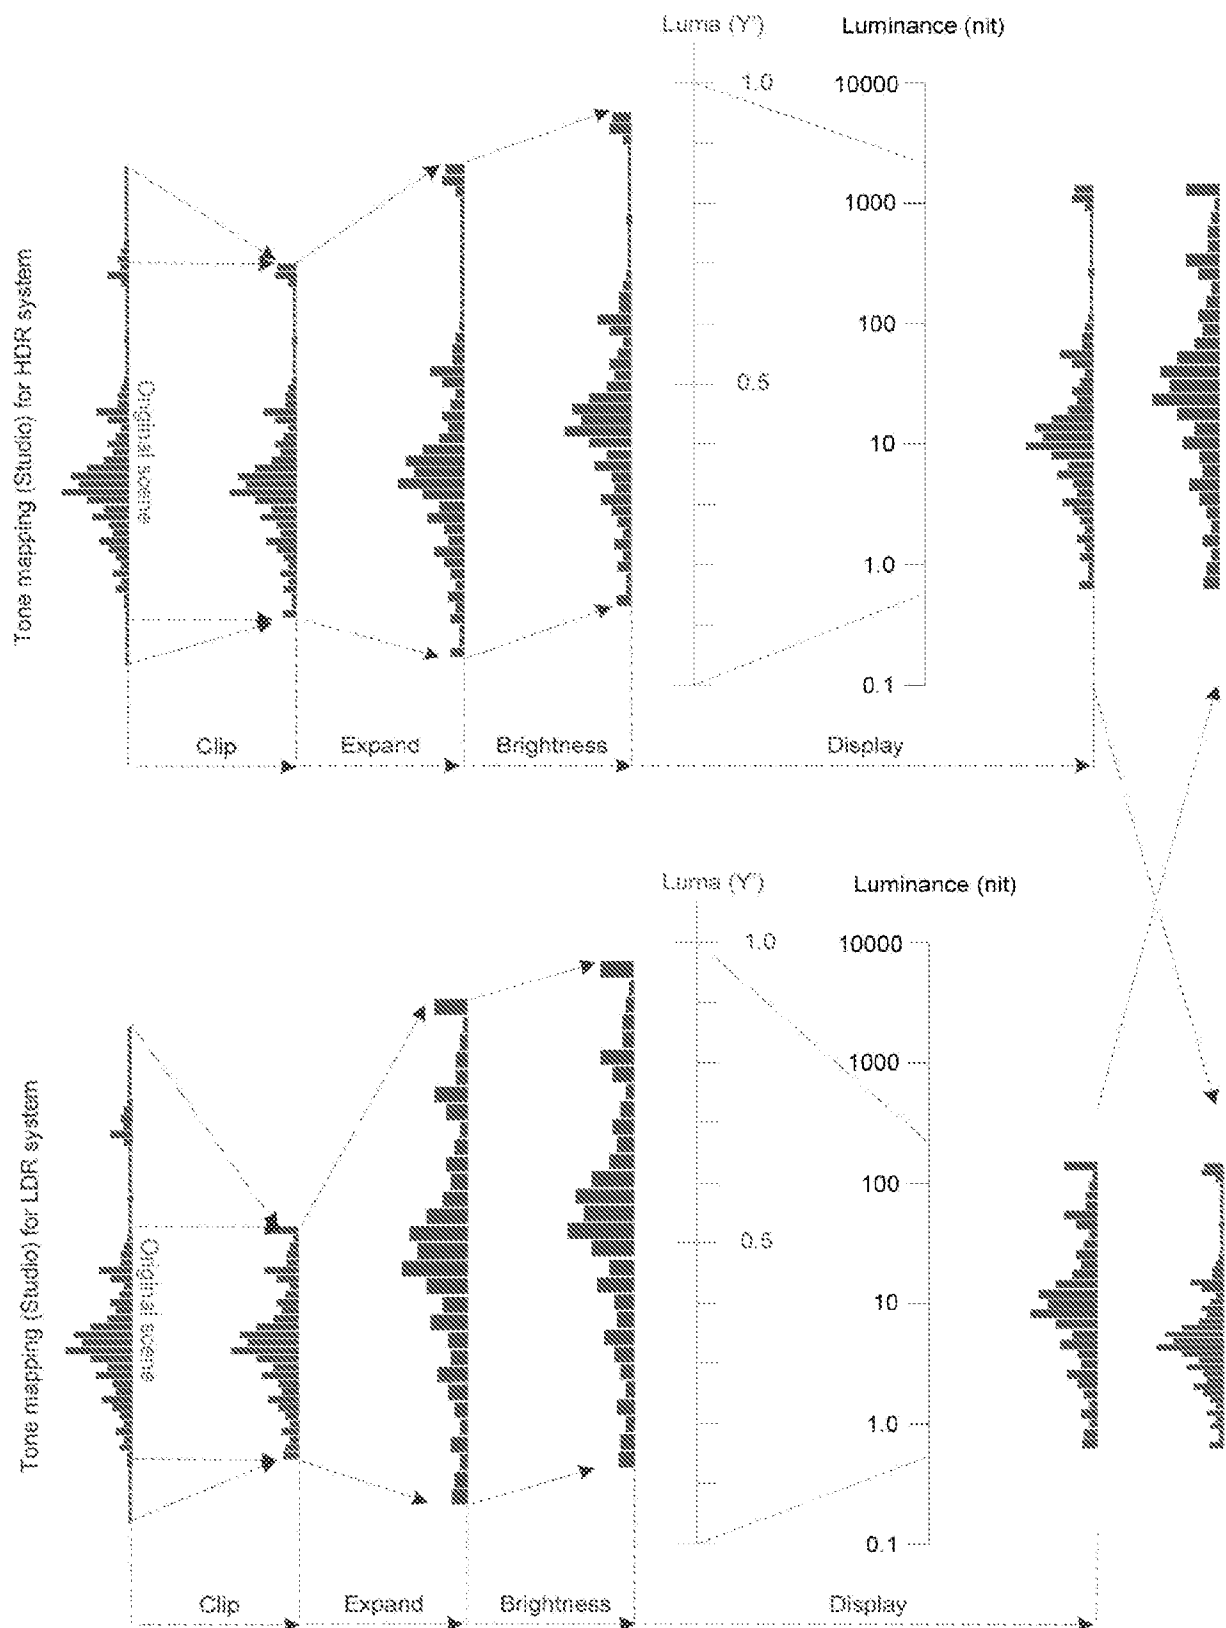 Tone mapping (Studio) for HDR system
Luma (Y') Luminance (nit)
1.0 10000
1000
100
0.5
10
1.0
0.1
Original scene
Clip Expand Brightness Display
Tone mapping (Studio) for LDR system
Luma (Y') Luminance (nit)
1.0 10000
1000
100
0.5
10
1.0
0.1
Original scene
Clip Expand Brightness Display